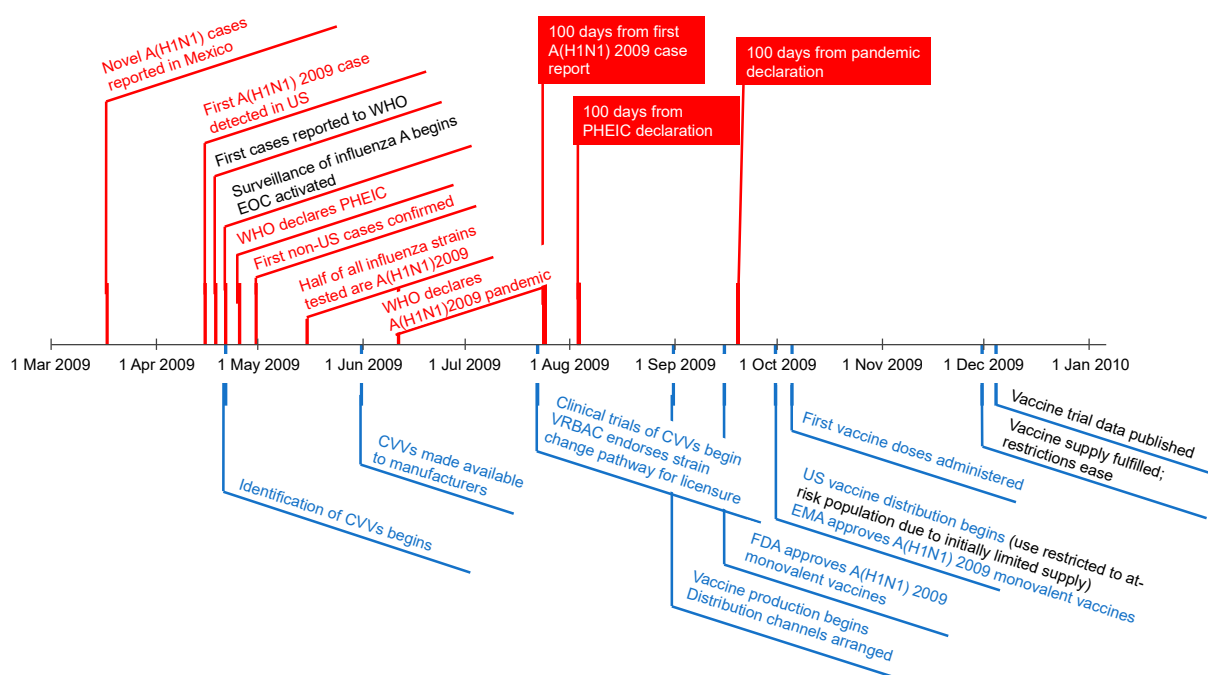 Novel A(H1N1) cases
reported in Mexico
First A(H1N1) 2009 case
detected in US
First cases reported to WHO
Surveillance of influenza A begins
EOC activated
WHO declares PHEIC
First non-US cases confirmed
Half of all influenza strains
tested are A(H1N1)2009
WHO declares
A(H1N1)2009 pandemic
100 days from first
A(H1N1) 2009 case
report
100 days from
PHEIC declaration
100 days from pandemic
declaration
1 Mar 2009
1 Apr 2009
1 May 2009
1 Jun 2009
1 Jul 2009
1 Aug 2009
1 Sep 2009
1 Oct 2009
1 Nov 2009
1 Dec 2009
1 Jan 2010
Identification of CVVs begins
CVVs made available
to manufacturers
Clinical trials of CVVs begin
VRBAC endorses strain
change pathway for licensure
Vaccine production begins
Distribution channels arranged
FDA approves A(H1N1) 2009
monovalent vaccines
US vaccine distribution begins (use restricted to at-
risk population due to initially limited supply)
EMA approves A(H1N1) 2009 monovalent vaccines
First vaccine doses administered
Vaccine supply fulfilled;
restrictions ease
Vaccine trial data published